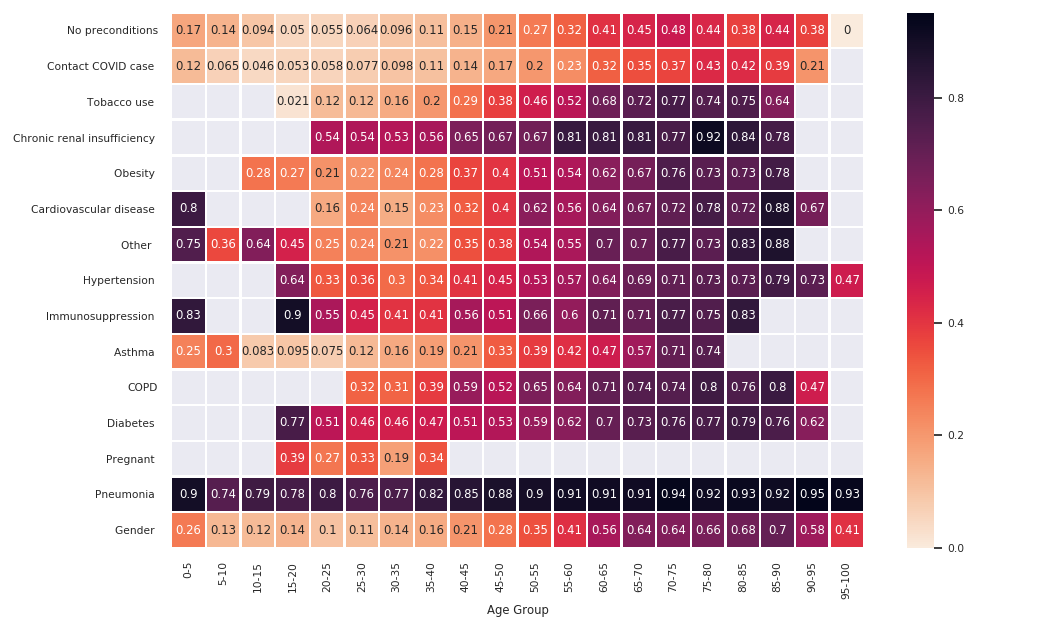 No preconditions 0.17 0.14 0.094 0.05 0.055 0.064 0.096 0.11 0.15 0.21 0.27 0.32 0.41 0.45 0.48 0.44 0.38 0.44 0.38 0
Contact COVID case 0.12 0.065 0.046 0.053 0.058 0.077 0.098 0.11 0.14 0.17 0.2 0.23 0.32 0.35 0.37 0.43 0.42 0.39 0.21
Tobacco use 0.021 0.12 0.12 0.16 0.2 0.29 0.38 0.46 0.52 0.68 0.72 0.77 0.74 0.75 0.64
Chronic renal insufficiency 0.54 0.54 0.53 0.56 0.65 0.67 0.67 0.81 0.81 0.81 0.77 0.92 0.84 0.78
Obesity 0.28 0.27 0.21 0.22 0.24 0.28 0.37 0.4 0.51 0.54 0.62 0.67 0.76 0.73 0.73 0.78
Cardiovascular disease 0.8 0.16 0.24 0.15 0.23 0.32 0.4 0.62 0.56 0.64 0.67 0.72 0.78 0.72 0.88 0.67
Other 0.75 0.36 0.64 0.45 0.25 0.24 0.21 0.22 0.35 0.38 0.54 0.55 0.7 0.7 0.77 0.73 0.83 0.88
Hypertension 0.64 0.33 0.36 0.3 0.34 0.41 0.45 0.53 0.57 0.64 0.69 0.71 0.73 0.73 0.79 0.73 0.47
Immunosuppression 0.83 0.9 0.55 0.45 0.41 0.41 0.56 0.51 0.66 0.6 0.71 0.71 0.77 0.75 0.83
Asthma 0.25 0.3 0.083 0.095 0.075 0.12 0.16 0.19 0.21 0.33 0.39 0.42 0.47 0.57 0.71 0.74
COPD 0.32 0.31 0.39 0.59 0.52 0.65 0.64 0.71 0.74 0.74 0.8 0.76 0.8 0.47
Diabetes 0.77 0.51 0.46 0.46 0.47 0.51 0.53 0.59 0.62 0.7 0.73 0.76 0.77 0.79 0.76 0.62
Pregnant 0.39 0.27 0.33 0.19 0.34
Pneumonia 0.9 0.74 0.79 0.78 0.8 0.76 0.77 0.82 0.85 0.88 0.9 0.91 0.91 0.91 0.94 0.92 0.93 0.92 0.95 0.93
Gender 0.26 0.13 0.12 0.14 0.1 0.11 0.14 0.16 0.21 0.28 0.35 0.41 0.56 0.64 0.64 0.66 0.68 0.7 0.58 0.41
0-5 5-10 10-15 15-20 20-25 25-30 30-35 35-40 40-45 45-50 50-55 55-60 60-65 65-70 70-75 75-80 80-85 85-90 90-95 95-100
Age Group
0.8
0.6
0.4
0.2
0.0